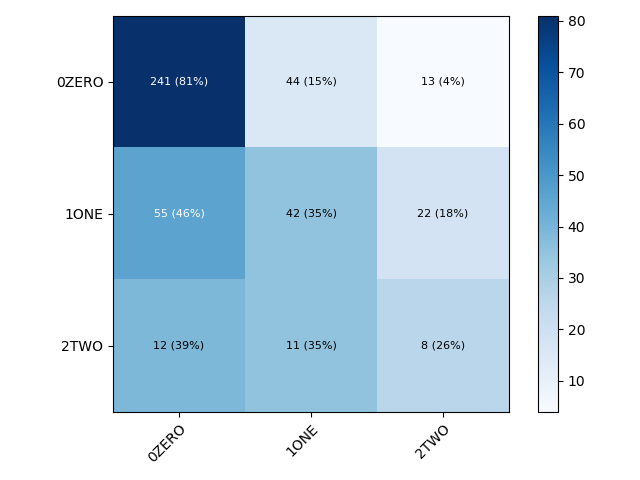 80
0ZERO 241 (81%) 44 (15%) 13 (4%)
70
60
50
1ONE 55 (46%) 42 (35%) 22 (18%)
40
30
2TWO 12 (39%) 11 (35%) 8 (26%)
20
10
0ZERO 1ONE 2TWO